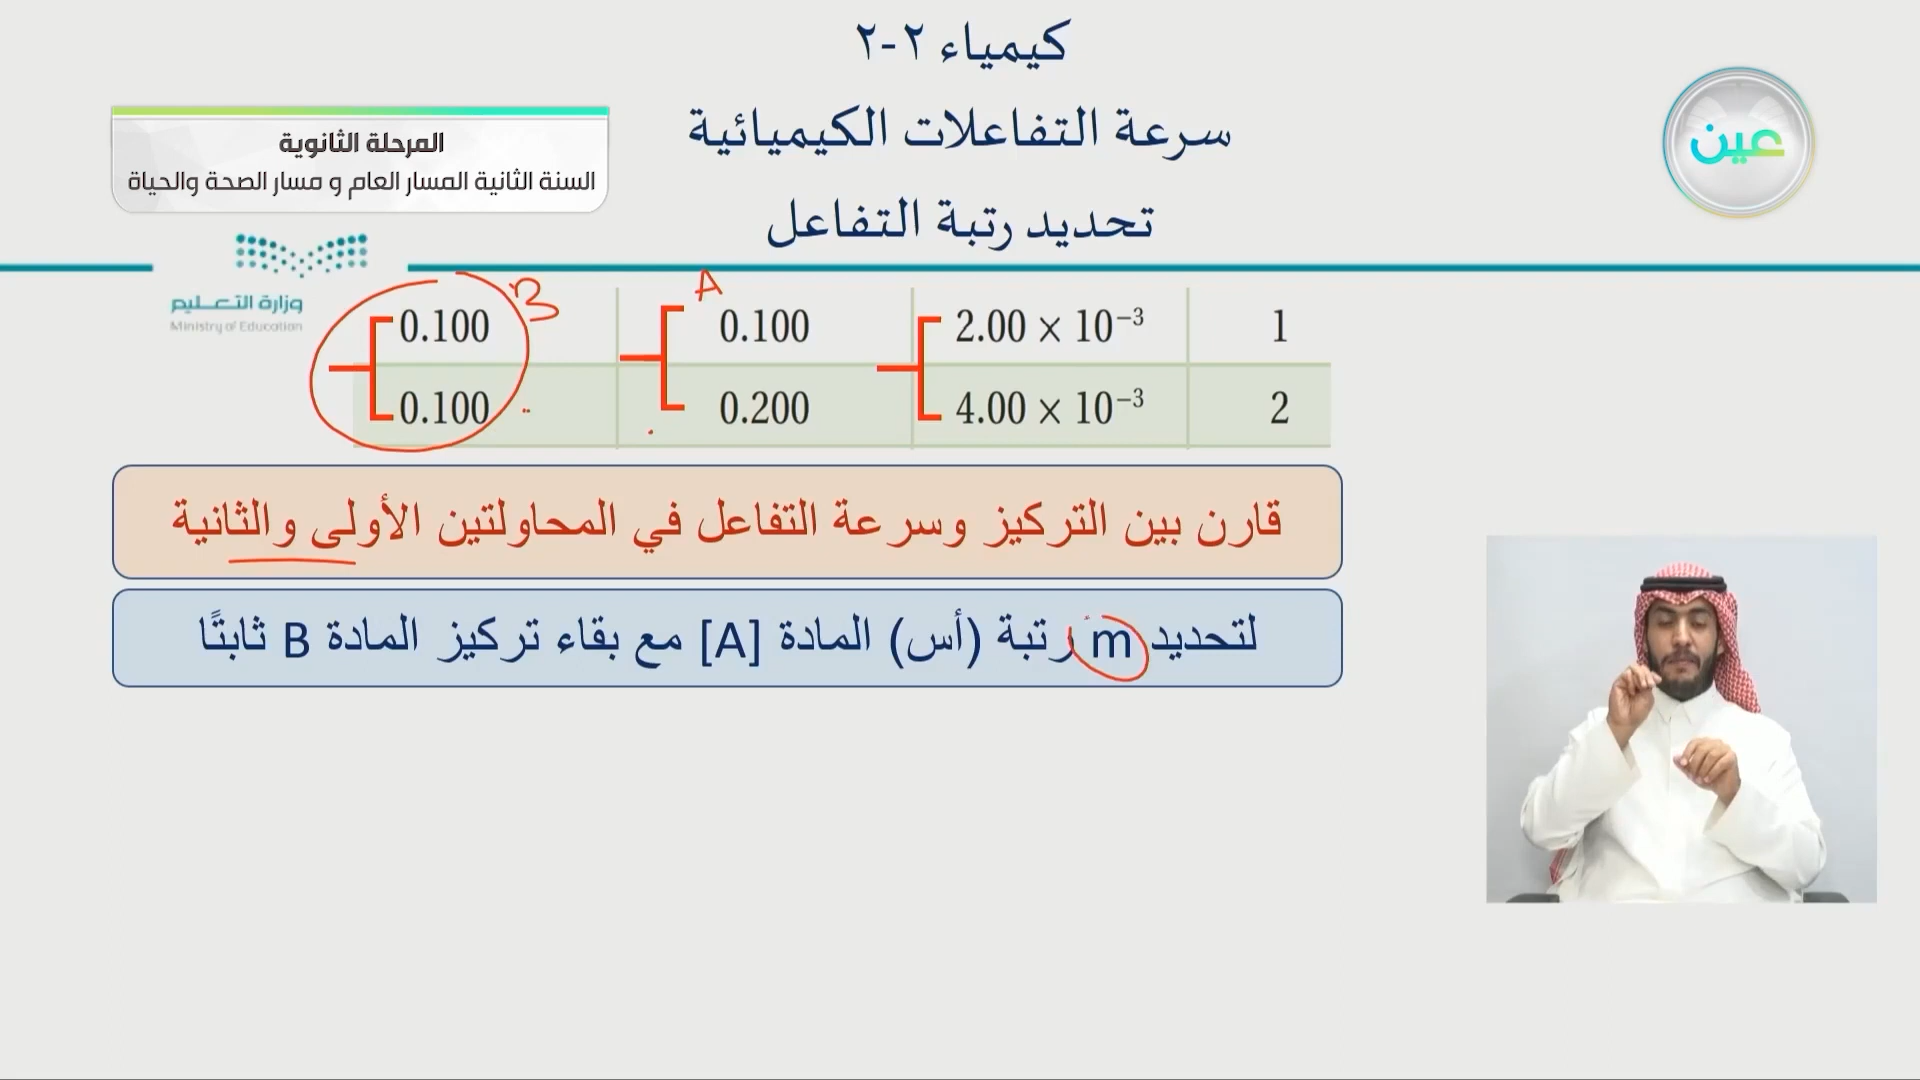 كيمياء ٢-٢
سرعة التفاعلات الكيميائية
تحديد رتبة التفاعل
عين
المرحلة الثانوية
السنة الثانية المسار العام و مسار الصحة والحياة
وزارة التعليم
Ministry of Education
B
A
1 2.00 × 10⁻³ 0.100 0.100
2 4.00 × 10⁻³ 0.200 0.100
قارن بين التركيز وسرعة التفاعل في المحاولتين الأولى والثانية
لتحديد m رتبة (أس) المادة [A] مع بقاء تركيز المادة B ثابتًا